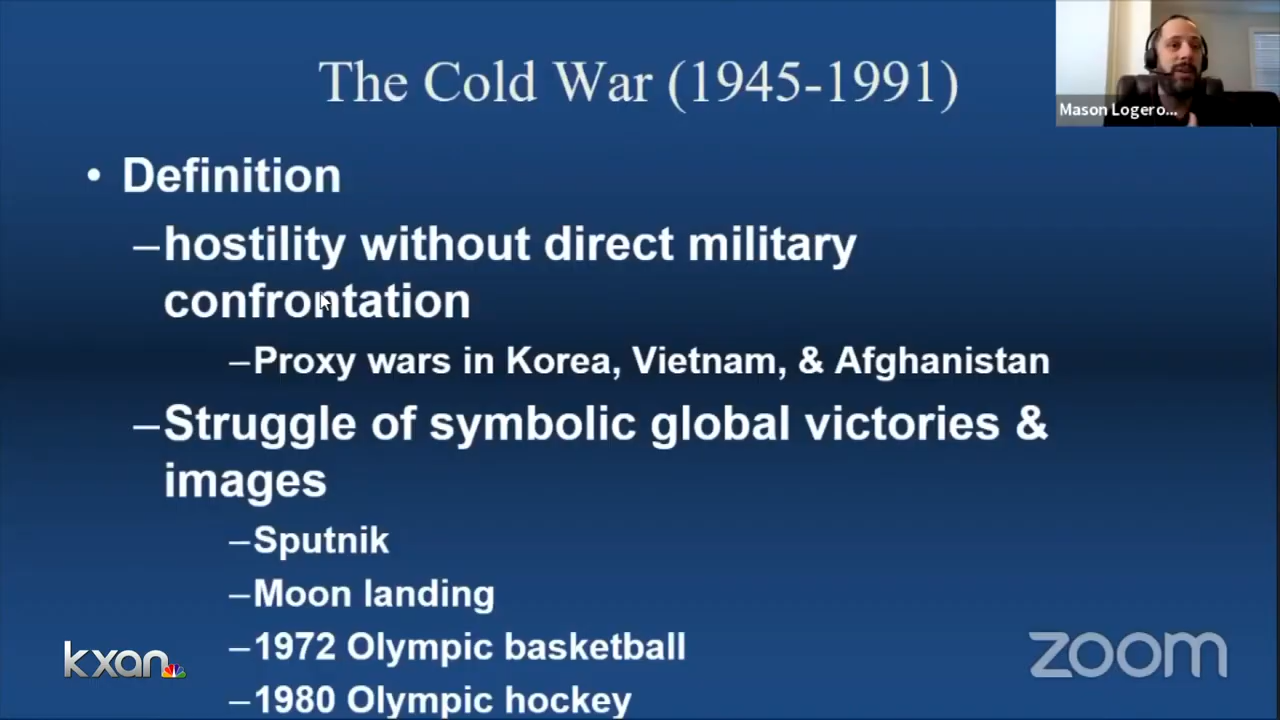 The Cold War (1945-1991)
Mason Logero...
• Definition
–hostility without direct military
confrontation
–Proxy wars in Korea, Vietnam, & Afghanistan
–Struggle of symbolic global victories &
images
–Sputnik
–Moon landing
–1972 Olympic basketball
–1980 Olympic hockey
kxan
zoom